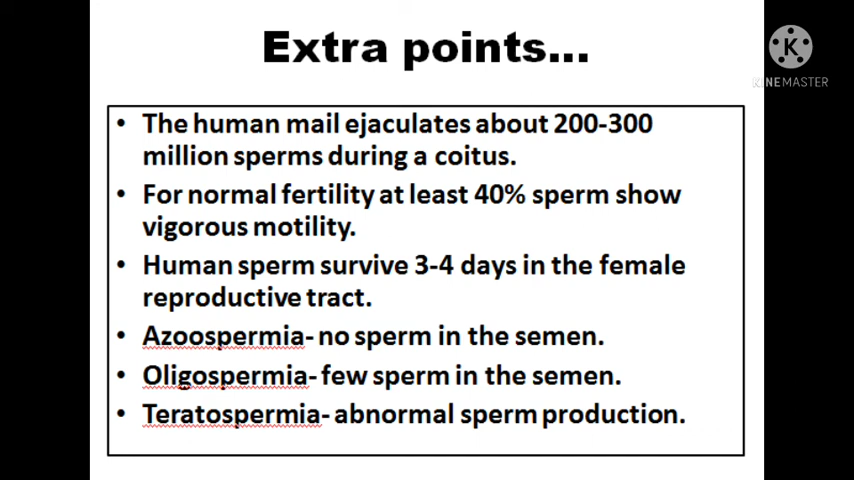 Extra points...
K
KINEMASTER
• The human mail ejaculates about 200-300
million sperms during a coitus.
• For normal fertility at least 40% sperm show
vigorous motility.
• Human sperm survive 3-4 days in the female
reproductive tract.
• Azoospermia- no sperm in the semen.
• Oligospermia- few sperm in the semen.
• Teratospermia- abnormal sperm production.